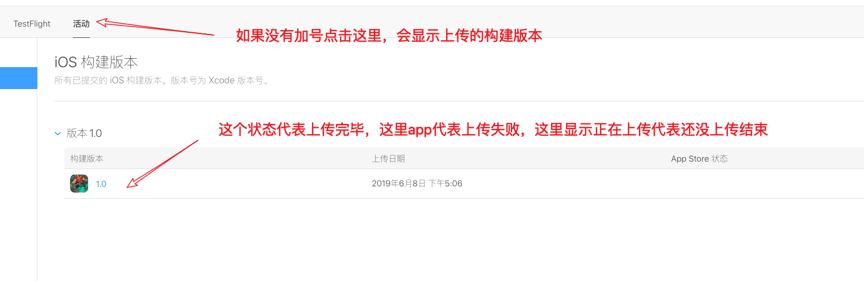 TestFlight 活动
如果没有加号点击这里，会显示上传的构建版本
iOS 构建版本
所有已提交的 iOS 构建版本。版本号为 Xcode 版本号。
这个状态代表上传完毕，这里app代表上传失败，这里显示正在上传代表还没上传结束
版本 1.0
构建版本 上传日期 App Store 状态
1.0 2019年6月8日 下午5:06